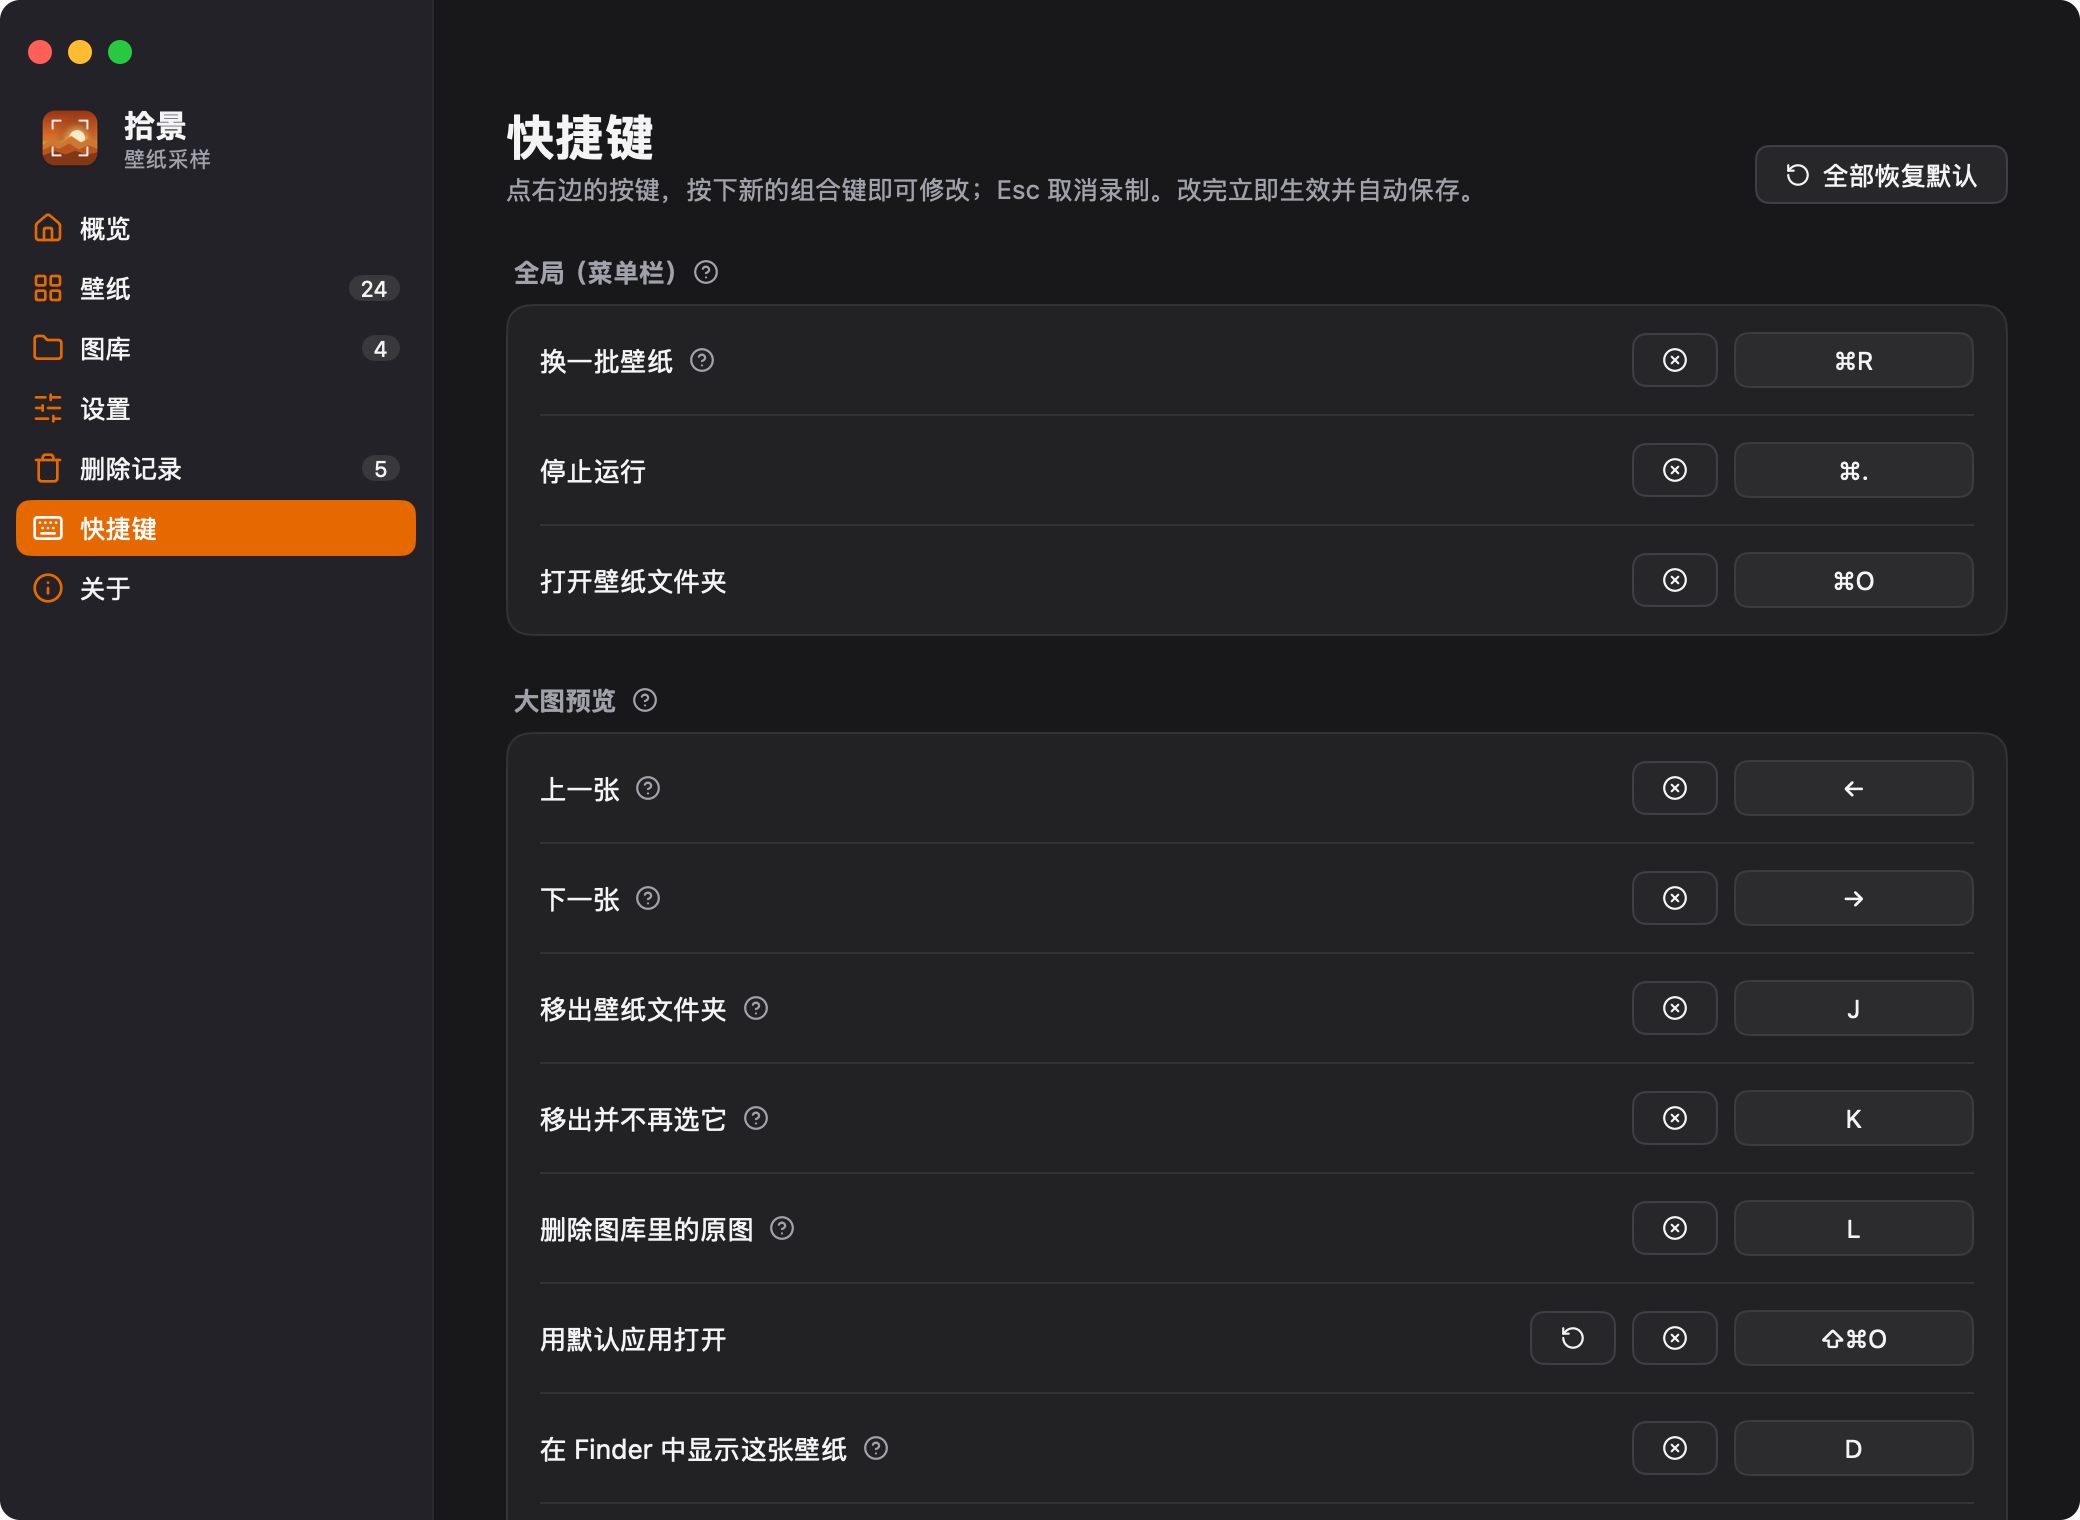 拾景
壁纸采样
概览
壁纸 24
图库 4
设置
删除记录 5
快捷键
关于
快捷键
点右边的按键，按下新的组合键即可修改；Esc 取消录制。改完立即生效并自动保存。
全部恢复默认
全局（菜单栏）
换一批壁纸 ⌘R
停止运行 ⌘.
打开壁纸文件夹 ⌘O
大图预览
上一张 ←
下一张 →
移出壁纸文件夹 J
移出并不再选它 K
删除图库里的原图 L
用默认应用打开 ⇧⌘O
在 Finder 中显示这张壁纸 D